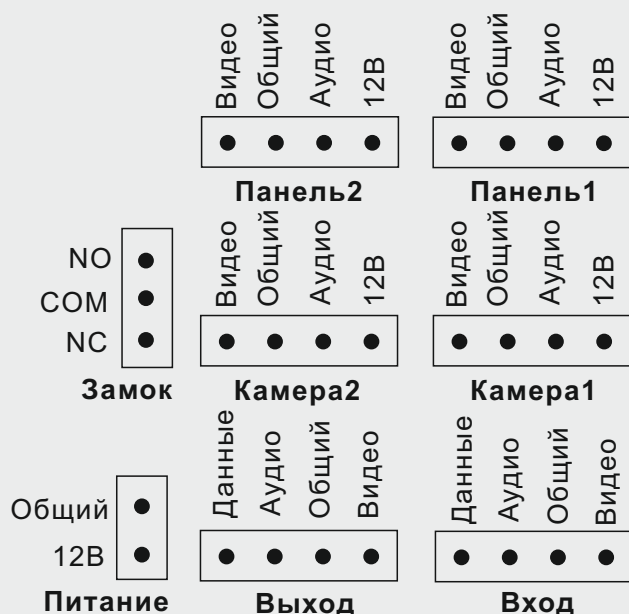 Видео Общий Аудио 12В
Видео Общий Аудио 12В
Панель2
Панель1
NO
COM
NC
Замок
Видео Общий Аудио 12В
Видео Общий Аудио 12В
Камера2
Камера1
Общий
12В
Питание
Данные Аудио Общий Видео
Данные Аудио Общий Видео
Выход
Вход